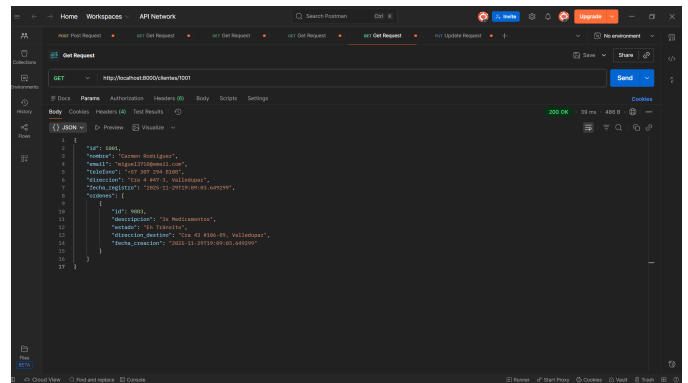 Home Workspaces API Network Search Postman Ctrl K Invite Upgrade
POST Post Request GET Get Request GET Get Request GET Get Request GET Get Request PUT Update Request + No environment
Get Request Save Share
GET http://localhost:8000/clientes/1001 Send
Docs Params Authorization Headers (6) Body Scripts Settings Cookies
Body Cookies Headers (4) Test Results 200 OK 39 ms 486 B
{} JSON Preview Visualize
1 {
2 "id": 1001,
3 "nombre": "Carmen Rodriguez",
4 "email": "miguel3710@email.com",
5 "telefono": "+57 307 294 8108",
6 "direccion": "Cra 4 #47-3, Valledupar",
7 "fecha_registro": "2025-11-29T19:09:03.649299",
8 "ordenes": [
9 {
10 "id": 9003,
11 "descripcion": "3x Medicamentos",
12 "estado": "En Tránsito",
13 "direccion_destino": "Cra 43 #106-89, Valledupar",
14 "fecha_creacion": "2025-11-29T19:09:03.649299"
15 }
16 ]
17 }
Collections
Environments
History
Flows
Files
BETA
Cloud View Find and replace Console Runner Start Proxy Cookies Vault Trash